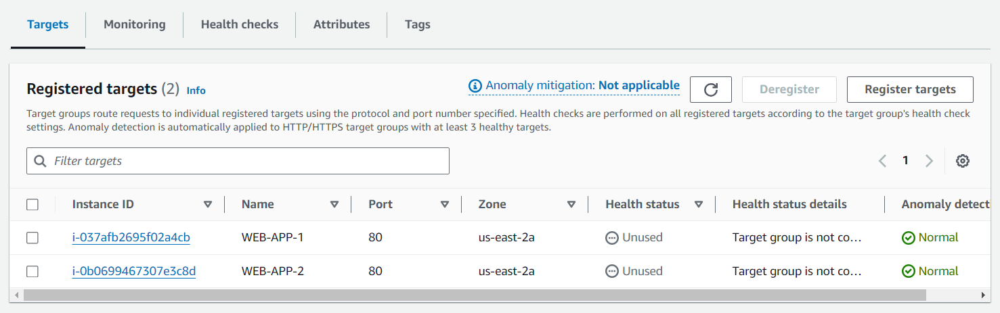 Targets Monitoring Health checks Attributes Tags
Registered targets (2) Info Anomaly mitigation: Not applicable Deregister Register targets
Target groups route requests to individual registered targets using the protocol and port number specified. Health checks are performed on all registered targets according to the target group's health check
settings. Anomaly detection is automatically applied to HTTP/HTTPS target groups with at least 3 healthy targets.
Filter targets 1
Instance ID Name Port Zone Health status Health status details Anomaly detect
i-037afb2695f02a4cb WEB-APP-1 80 us-east-2a Unused Target group is not co… Normal
i-0b0699467307e3c8d WEB-APP-2 80 us-east-2a Unused Target group is not co… Normal